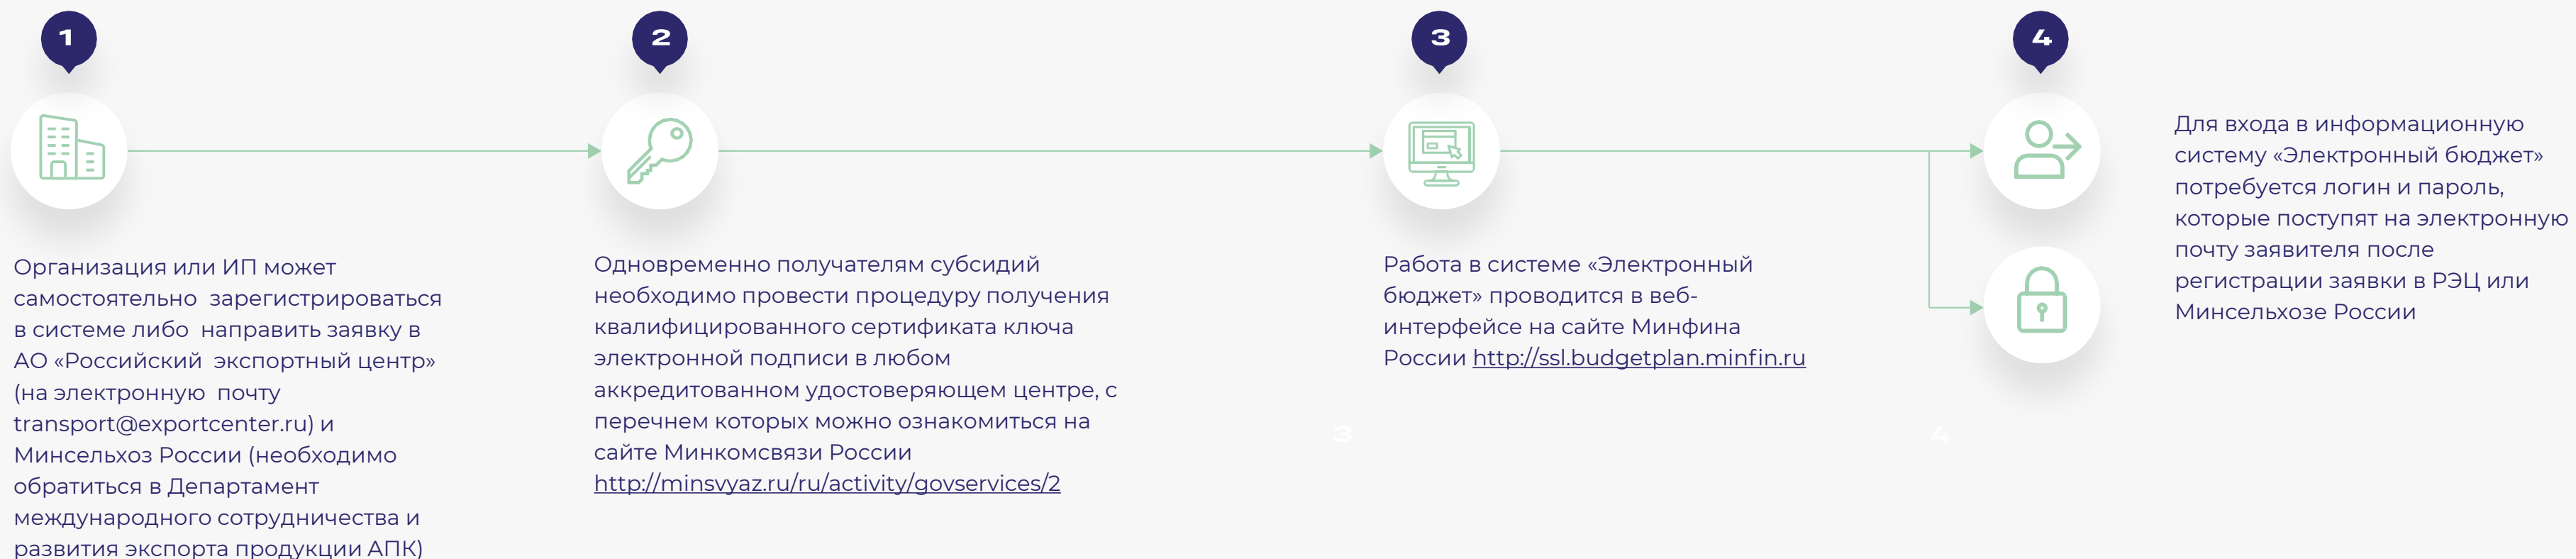 1
Организация или ИП может
самостоятельно зарегистрироваться
в системе либо направить заявку в
АО «Российский экспортный центр»
(на электронную почту
transport@exportcenter.ru) и
Минсельхоз России (необходимо
обратиться в Департамент
международного сотрудничества и
развития экспорта продукции АПК)
2
Одновременно получателям субсидий
необходимо провести процедуру получения
квалифицированного сертификата ключа
электронной подписи в любом
аккредитованном удостоверяющем центре, с
перечнем которых можно ознакомиться на
сайте Минкомсвязи России
http://minsvyaz.ru/ru/activity/govservices/2
3
Работа в системе «Электронный
бюджет» проводится в веб-
интерфейсе на сайте Минфина
России http://ssl.budgetplan.minfin.ru
3
4
Для входа в информационную
систему «Электронный бюджет»
потребуется логин и пароль,
которые поступят на электронную
почту заявителя после
регистрации заявки в РЭЦ или
Минсельхозе России
4